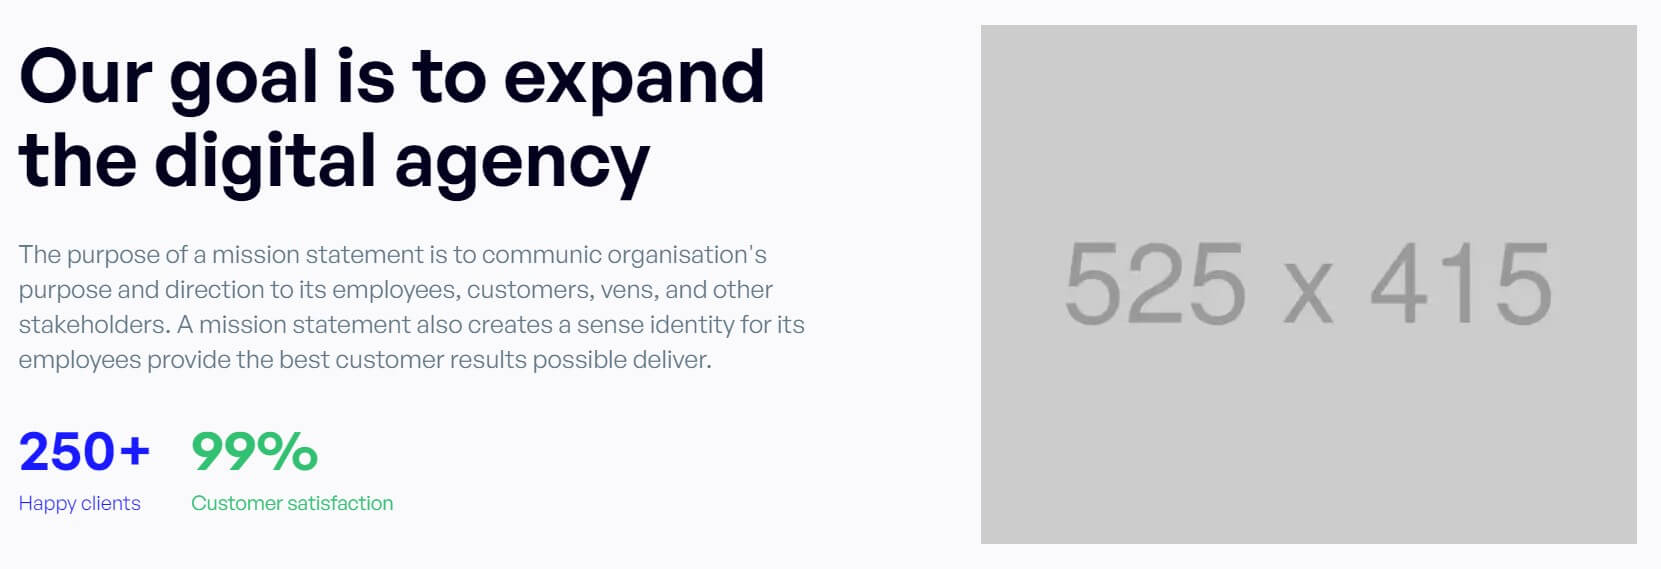 Our goal is to expand
the digital agency
The purpose of a mission statement is to communic organisation's
purpose and direction to its employees, customers, vens, and other
stakeholders. A mission statement also creates a sense identity for its
employees provide the best customer results possible deliver.
250+ 99%
Happy clients Customer satisfaction
525 x 415